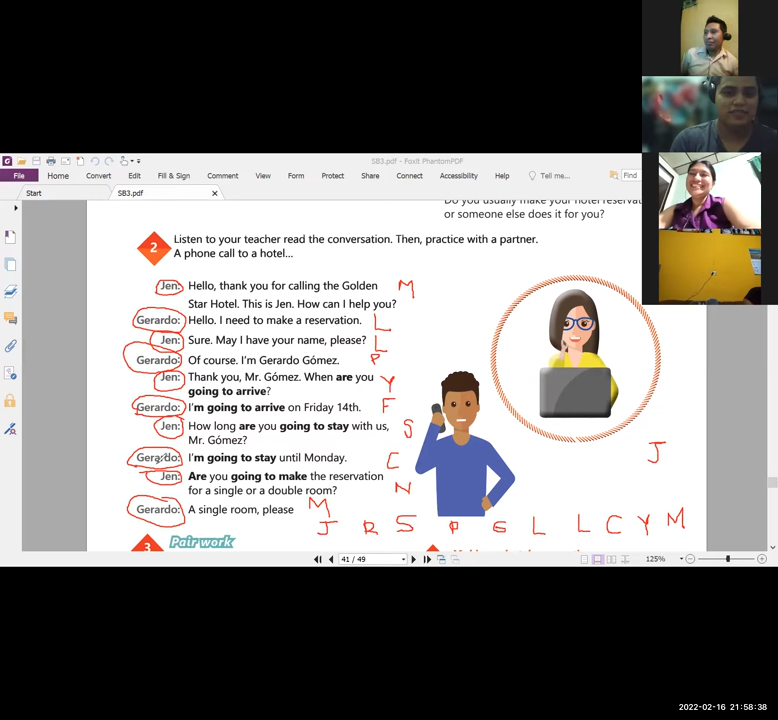 SB3.pdf - Foxit PhantomPDF
File Home Convert Edit Fill & Sign Comment View Form Protect Share Connect Accessibility Help Tell me... Find
Start SB3.pdf
Do you usually make your hotel reservat
or someone else does it for you?
2 Listen to your teacher read the conversation. Then, practice with a partner.
A phone call to a hotel...
Jen: Hello, thank you for calling the Golden M
Star Hotel. This is Jen. How can I help you?
Gerardo: Hello. I need to make a reservation. L
Jen: Sure. May I have your name, please? L
Gerardo: Of course. I'm Gerardo Gómez. P
Jen: Thank you, Mr. Gómez. When are you Y
going to arrive?
Gerardo: I'm going to arrive on Friday 14th. F
Jen: How long are you going to stay with us, S
Mr. Gómez?
Gerardo: I'm going to stay until Monday. C
J
Jen: Are you going to make the reservation N
for a single or a double room?
Gerardo: A single room, please M
J R S P G L L C Y M
3 Pair work
41 / 49 125%
2022-02-16 21:58:38